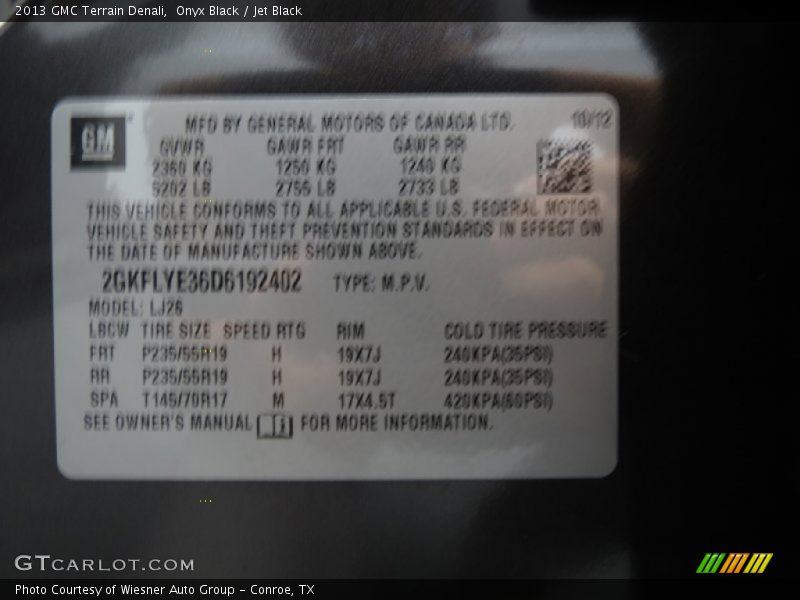 2013 GMC Terrain Denali,  Onyx Black / Jet Black
GM MFD BY GENERAL MOTORS OF CANADA LTD. 10/12
GVWR GAWR FRT GAWR RR
2360 KG 1250 KG 1240 KG
5202 LB 2755 LB 2733 LB
THIS VEHICLE CONFORMS TO ALL APPLICABLE U.S. FEDERAL MOTOR
VEHICLE SAFETY AND THEFT PREVENTION STANDARDS IN EFFECT ON
THE DATE OF MANUFACTURE SHOWN ABOVE.
2GKFLYE36D6192402 TYPE: M.P.V.
MODEL: LJ26
LBCW TIRE SIZE SPEED RTG RIM COLD TIRE PRESSURE
FRT P235/55R19 H 19X7J 240KPA(35PSI)
RR P235/55R19 H 19X7J 240KPA(35PSI)
SPA T145/70R17 M 17X4.5T 420KPA(60PSI)
SEE OWNER'S MANUAL FOR MORE INFORMATION.
GTCARLOT.COM
Photo Courtesy of Wiesner Auto Group - Conroe, TX